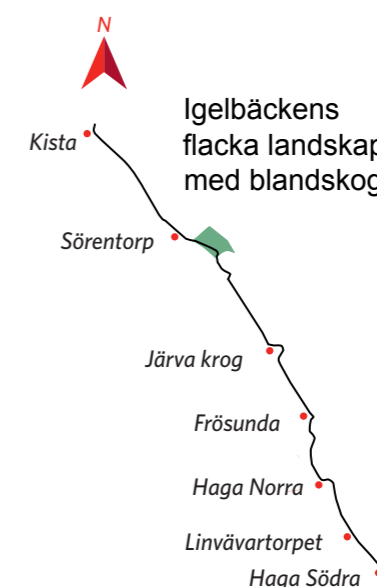 N
Igelbäckens
flacka landskap
med blandskog
Kista
Sörentorp
Järva krog
Frösunda
Haga Norra
Linvävartorpet
Haga Södra